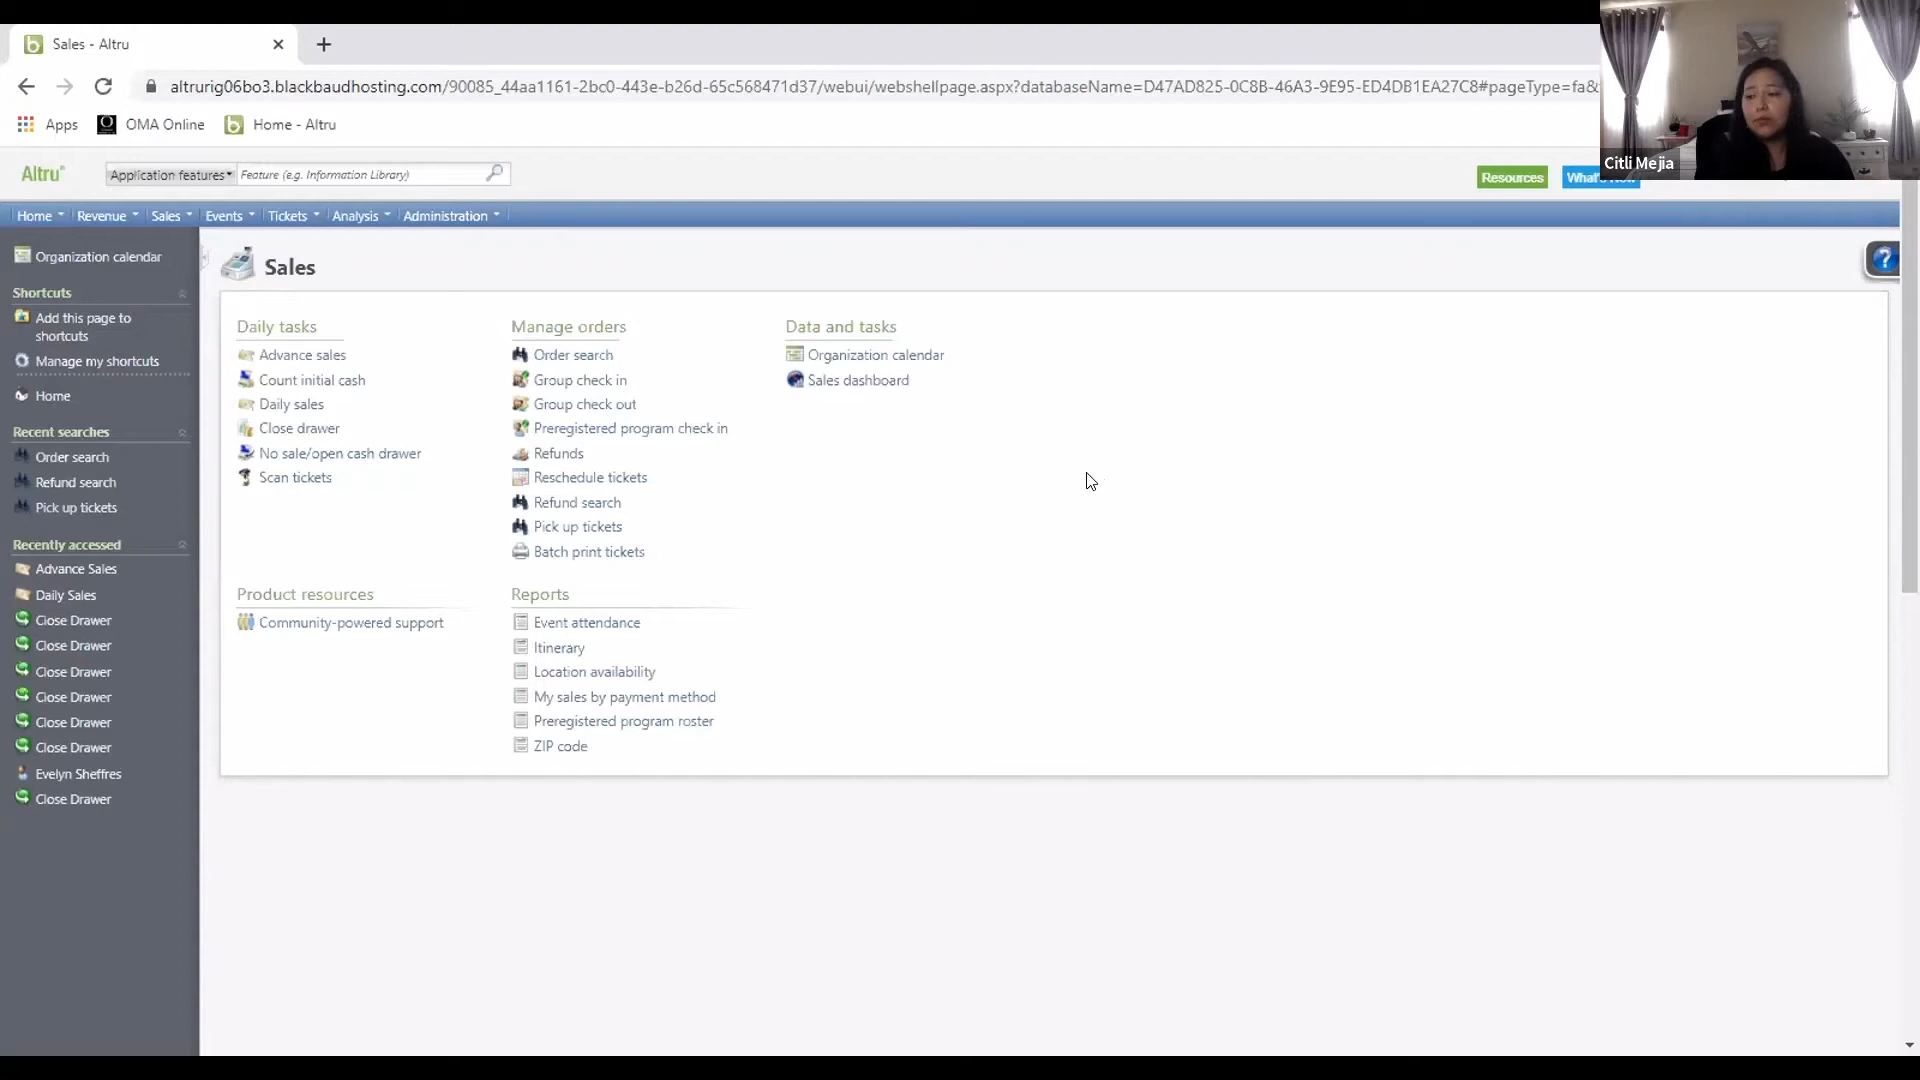 Sales - Altru
altrurig06bo3.blackbaudhosting.com/90085_44aa1161-2bc0-443e-b26d-65c568471d37/webui/webshellpage.aspx?databaseName=D47AD825-0C8B-46A3-9E95-ED4DB1EA27C8#pageType=fa&
Apps OMA Online Home - Altru
Citli Mejia
Altru Application features Feature (e.g. Information Library) Resources What's
Home Revenue Sales Events Tickets Analysis Administration
Organization calendar
Shortcuts
Add this page to
shortcuts
Manage my shortcuts
Home
Recent searches
Order search
Refund search
Pick up tickets
Recently accessed
Advance Sales
Daily Sales
Close Drawer
Close Drawer
Close Drawer
Close Drawer
Close Drawer
Close Drawer
Evelyn Sheffres
Close Drawer
Sales
Daily tasks
Advance sales
Count initial cash
Daily sales
Close drawer
No sale/open cash drawer
Scan tickets
Manage orders
Order search
Group check in
Group check out
Preregistered program check in
Refunds
Reschedule tickets
Refund search
Pick up tickets
Batch print tickets
Data and tasks
Organization calendar
Sales dashboard
Product resources
Community-powered support
Reports
Event attendance
Itinerary
Location availability
My sales by payment method
Preregistered program roster
ZIP code